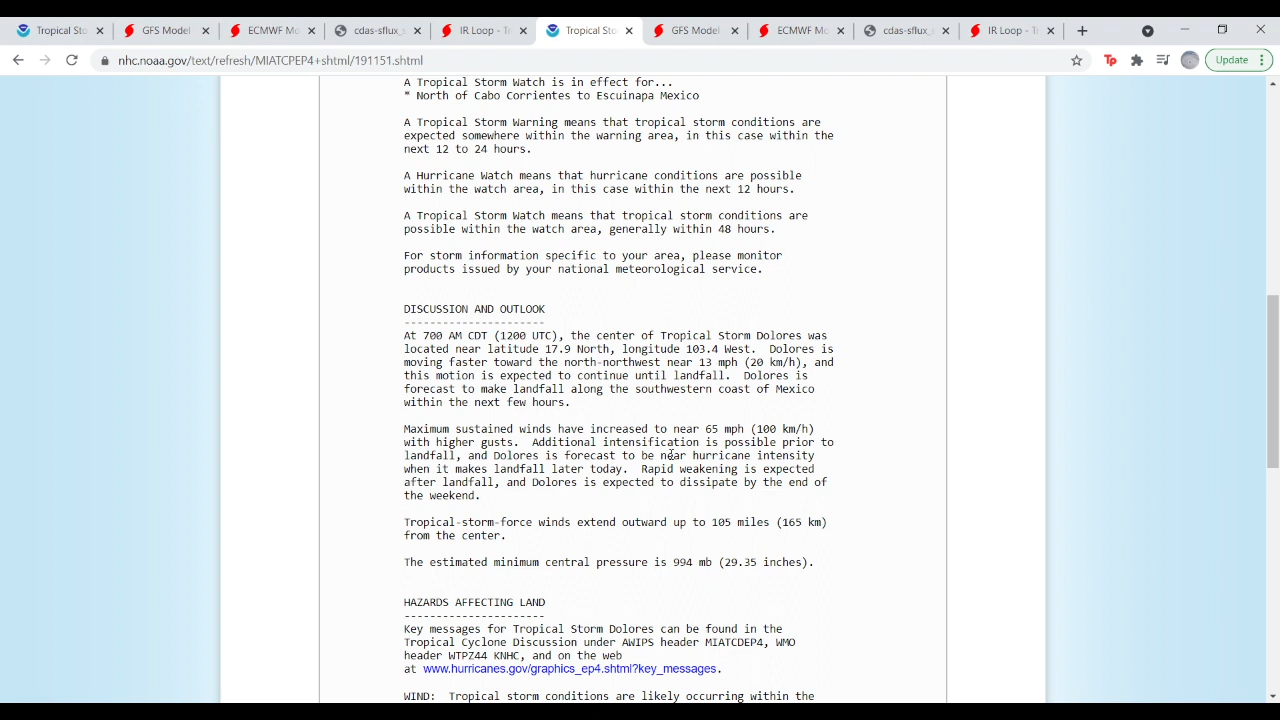 Tropical Sto
GFS Model
ECMWF Mo
cdas-sflux_
IR Loop - Tr
Tropical Sto
GFS Model
ECMWF Mo
cdas-sflux_
IR Loop - Tr
nhc.noaa.gov/text/refresh/MIATCPEP4+shtml/191151.shtml
Tp
Update
A Tropical Storm Watch is in effect for...
* North of Cabo Corrientes to Escuinapa Mexico
A Tropical Storm Warning means that tropical storm conditions are
expected somewhere within the warning area, in this case within the
next 12 to 24 hours.
A Hurricane Watch means that hurricane conditions are possible
within the watch area, in this case within the next 12 hours.
A Tropical Storm Watch means that tropical storm conditions are
possible within the watch area, generally within 48 hours.
For storm information specific to your area, please monitor
products issued by your national meteorological service.
DISCUSSION AND OUTLOOK
----------------------
At 700 AM CDT (1200 UTC), the center of Tropical Storm Dolores was
located near latitude 17.9 North, longitude 103.4 West.  Dolores is
moving faster toward the north-northwest near 13 mph (20 km/h), and
this motion is expected to continue until landfall.  Dolores is
forecast to make landfall along the southwestern coast of Mexico
within the next few hours.
Maximum sustained winds have increased to near 65 mph (100 km/h)
with higher gusts.  Additional intensification is possible prior to
landfall, and Dolores is forecast to be near hurricane intensity
when it makes landfall later today.  Rapid weakening is expected
after landfall, and Dolores is expected to dissipate by the end of
the weekend.
Tropical-storm-force winds extend outward up to 105 miles (165 km)
from the center.
The estimated minimum central pressure is 994 mb (29.35 inches).
HAZARDS AFFECTING LAND
----------------------
Key messages for Tropical Storm Dolores can be found in the
Tropical Cyclone Discussion under AWIPS header MIATCDEP4, WMO
header WTPZ44 KNHC, and on the web
at www.hurricanes.gov/graphics_ep4.shtml?key_messages.
WIND:  Tropical storm conditions are likely occurring within the